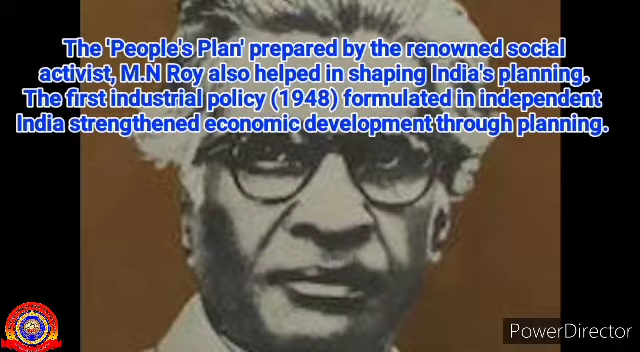 The 'People's Plan' prepared by the renowned social
activist, M.N Roy also helped in shaping India's planning.
The first industrial policy (1948) formulated in independent
India strengthened economic development through planning.
PowerDirector